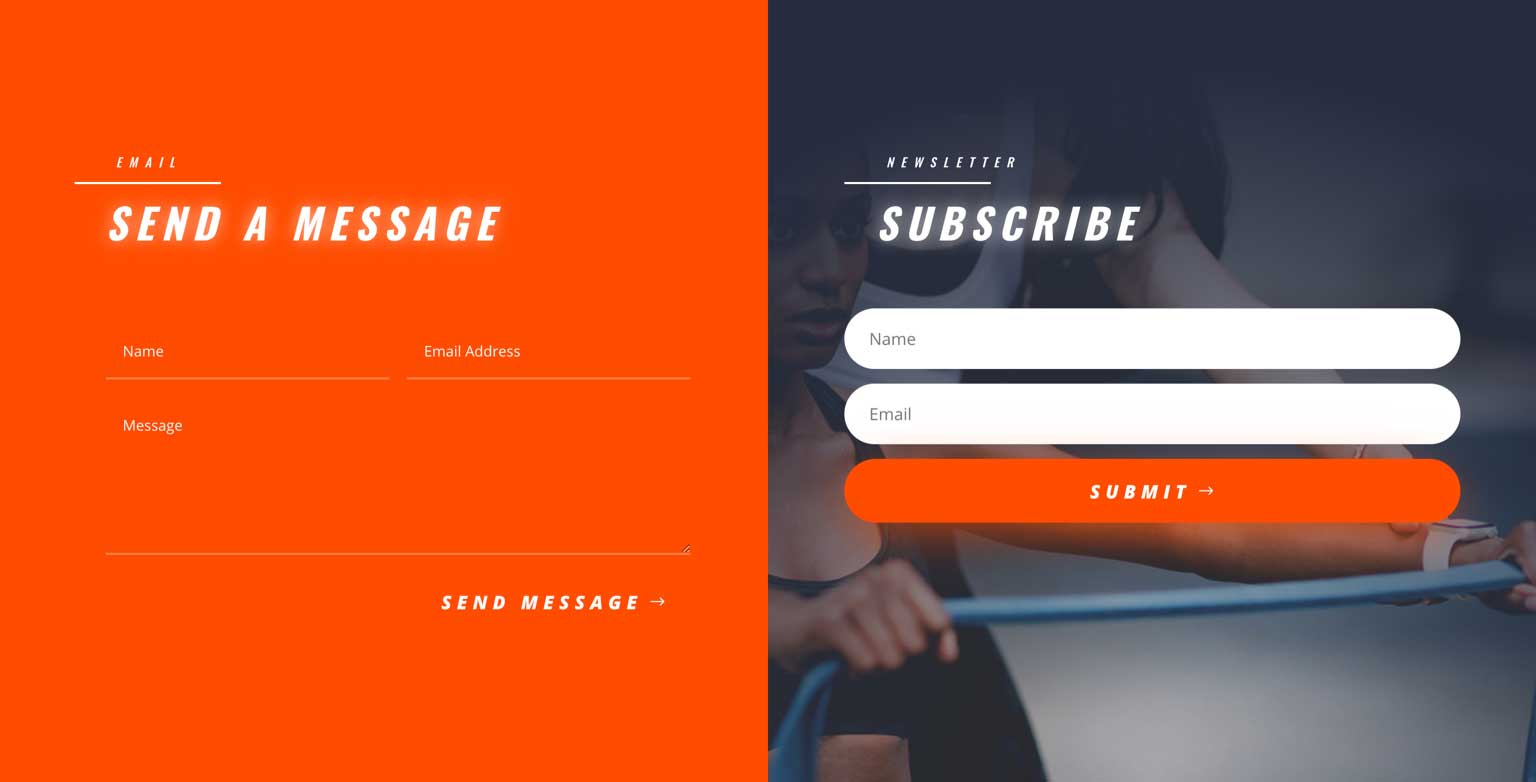 EMAIL
SEND A MESSAGE
Name
Email Address
Message
SEND MESSAGE →
NEWSLETTER
SUBSCRIBE
Name
Email
SUBMIT →